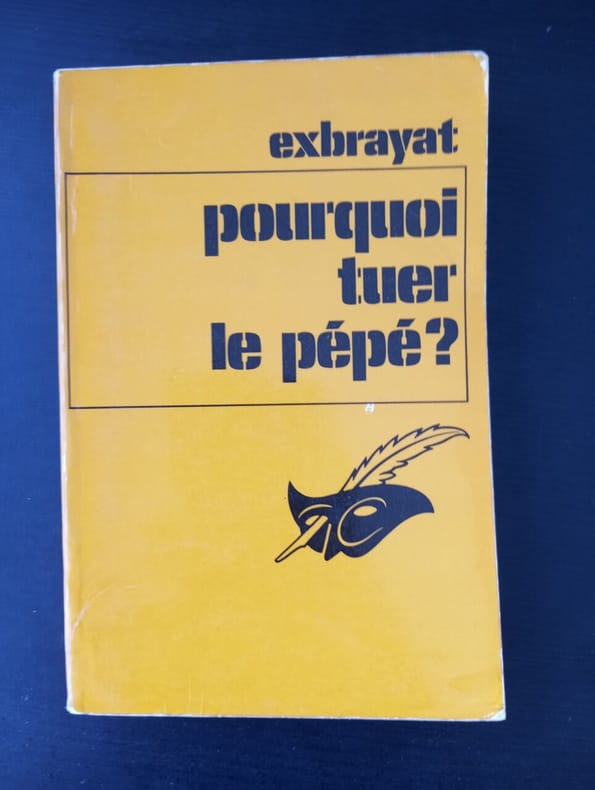 exbrayat
pourquoi
tuer
le pépé?